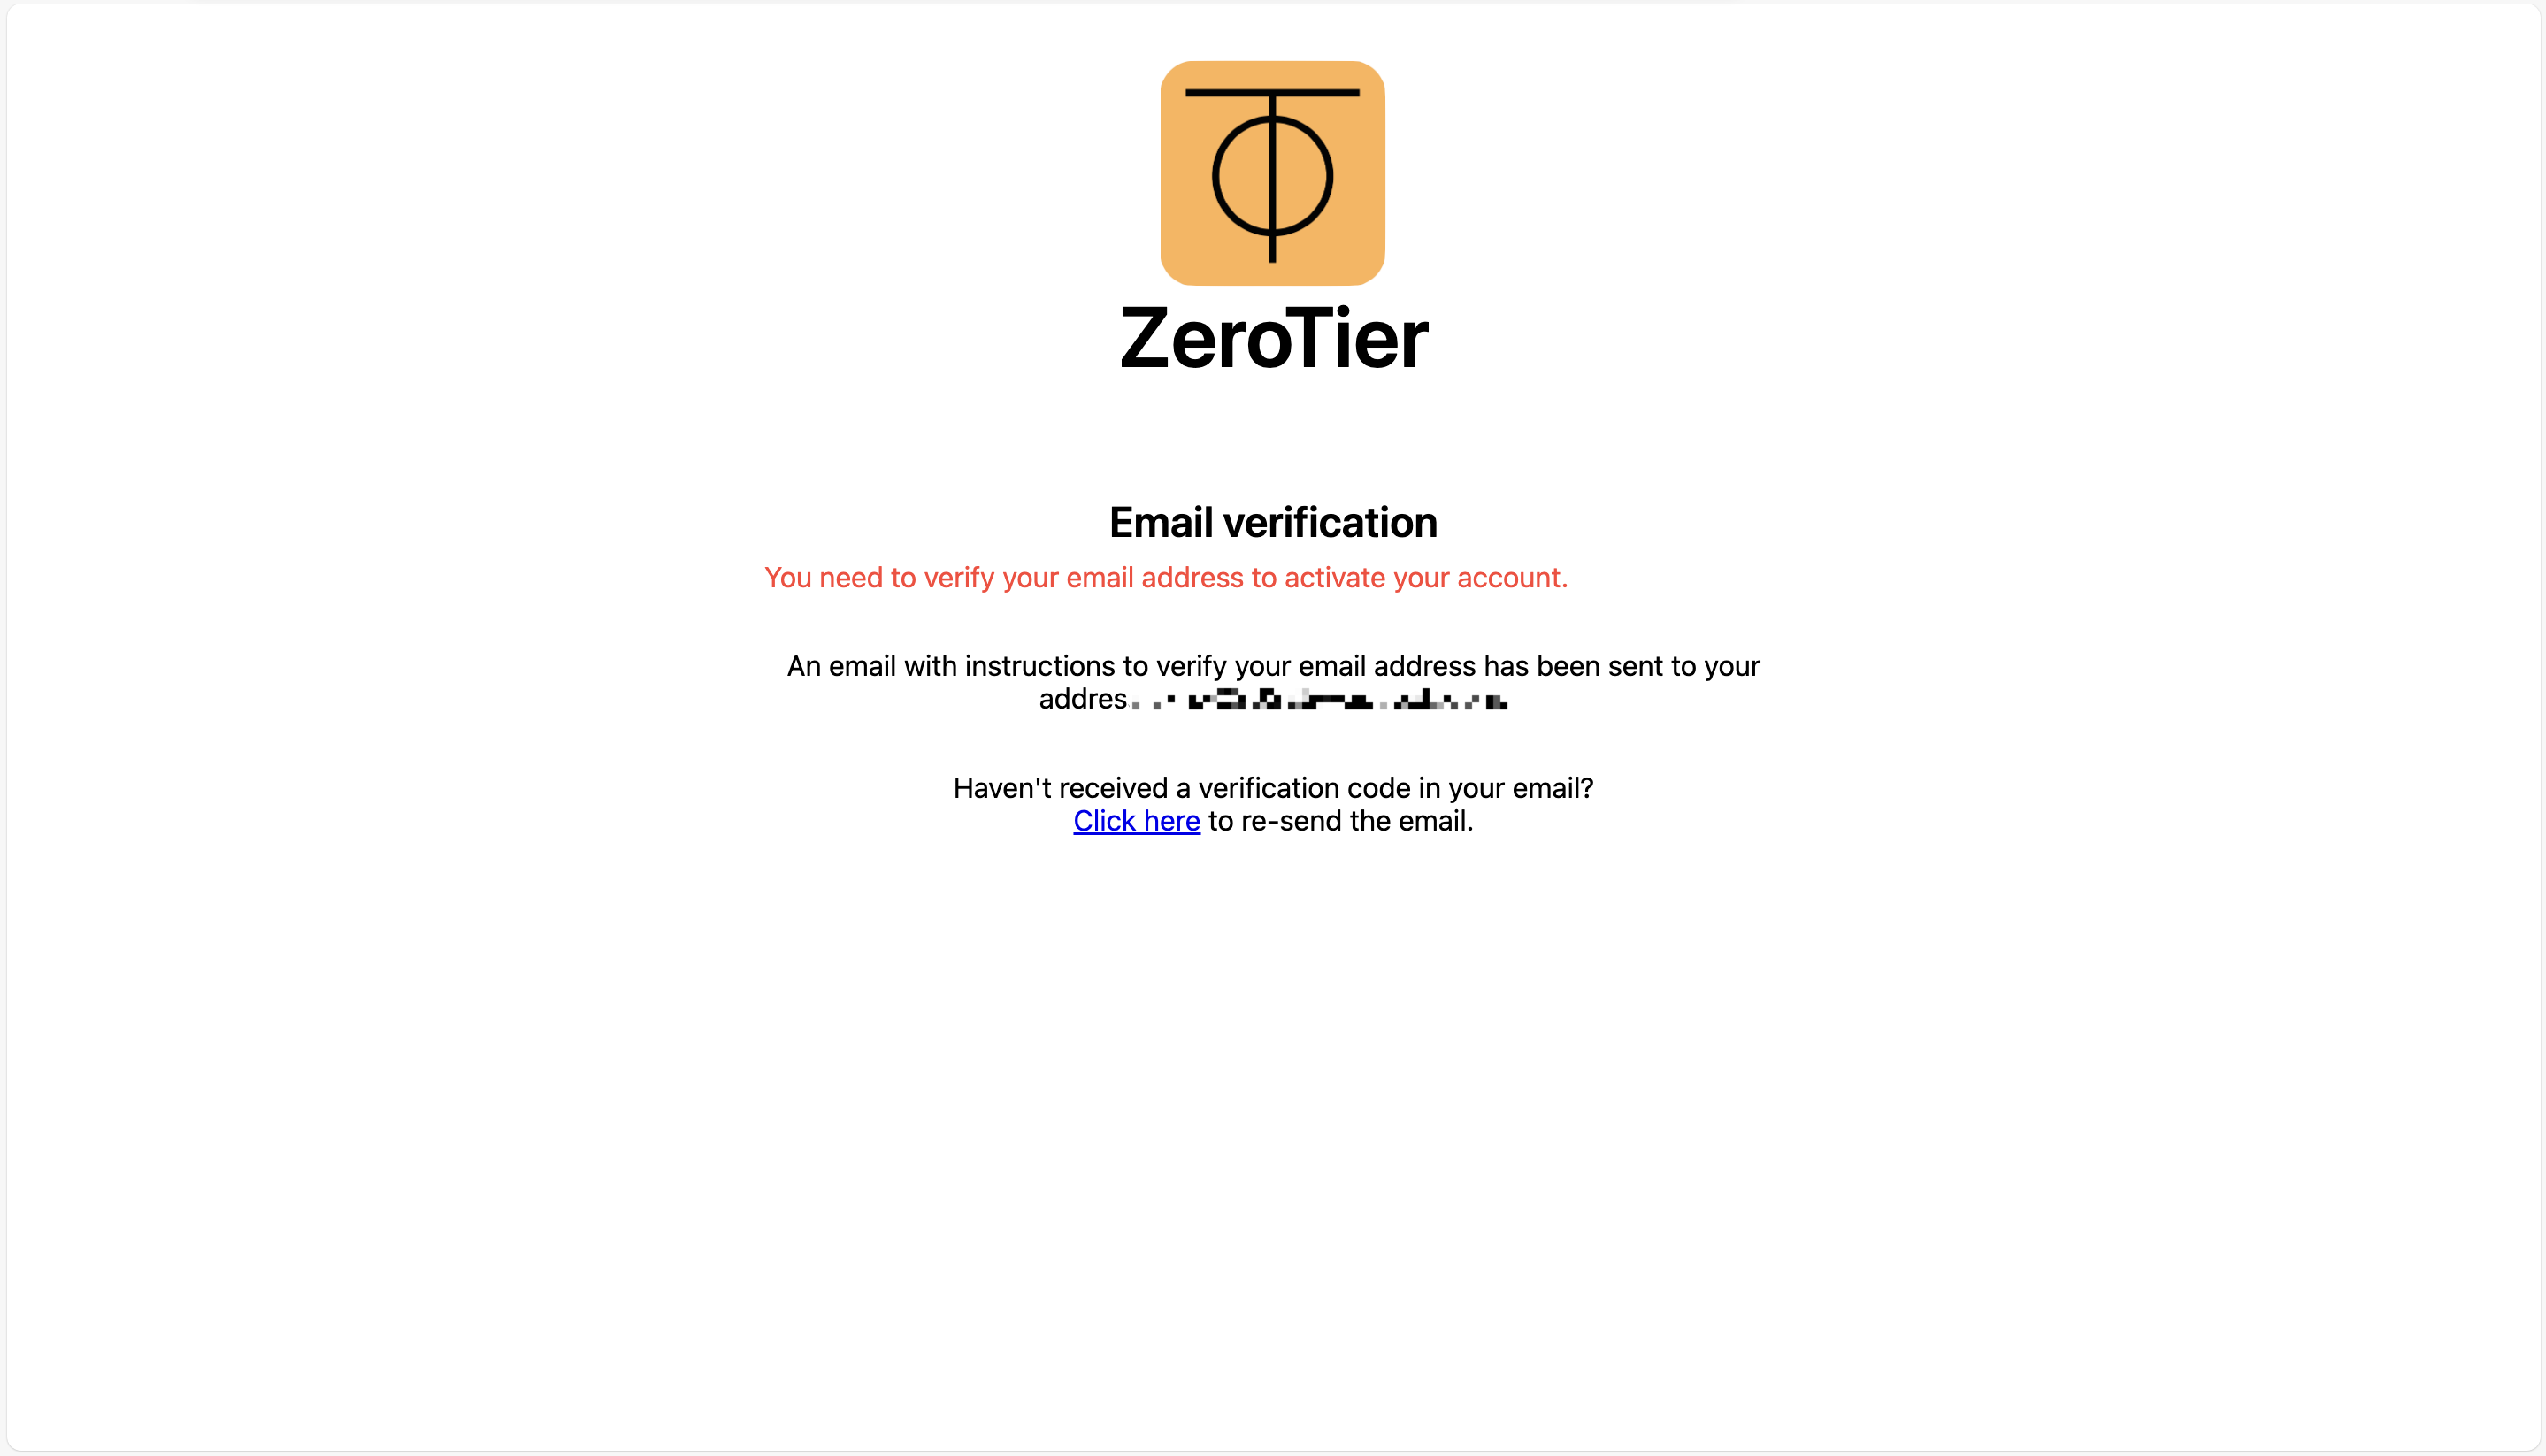 ZeroTier
Email verification
You need to verify your email address to activate your account.
An email with instructions to verify your email address has been sent to your
addres
Haven't received a verification code in your email?
Click here to re-send the email.